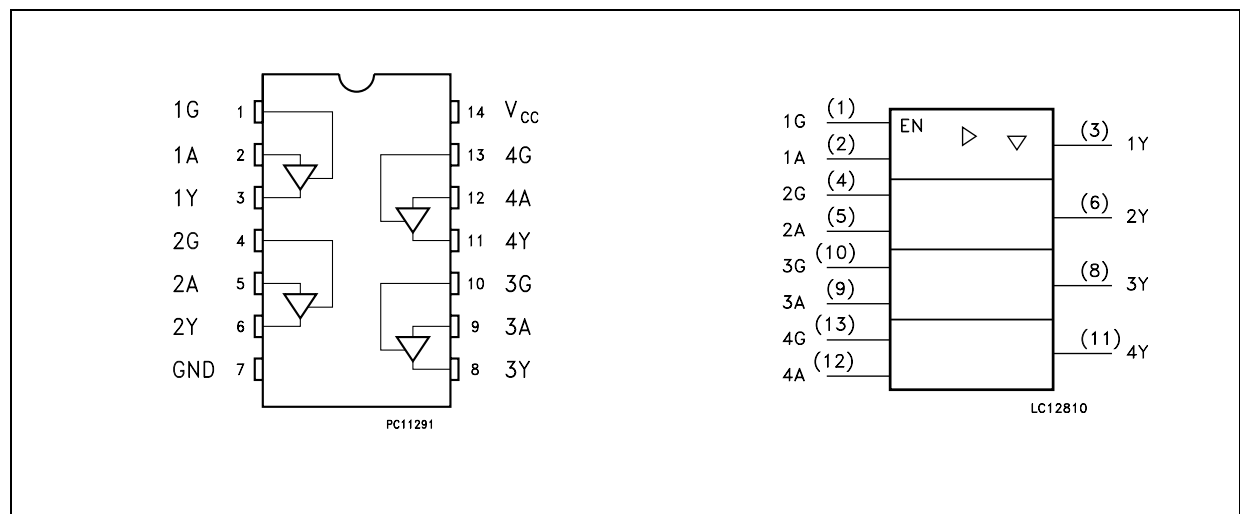 1G 1 14 VCC
1A 2 13 4G
1Y 3 12 4A
2G 4 11 4Y
2A 5 10 3G
2Y 6 9 3A
GND 7 8 3Y
PC11291
1G (1) EN (3) 1Y
1A (2)
2G (4) (6) 2Y
2A (5)
3G (10) (8) 3Y
3A (9)
4G (13) (11) 4Y
4A (12)
LC12810